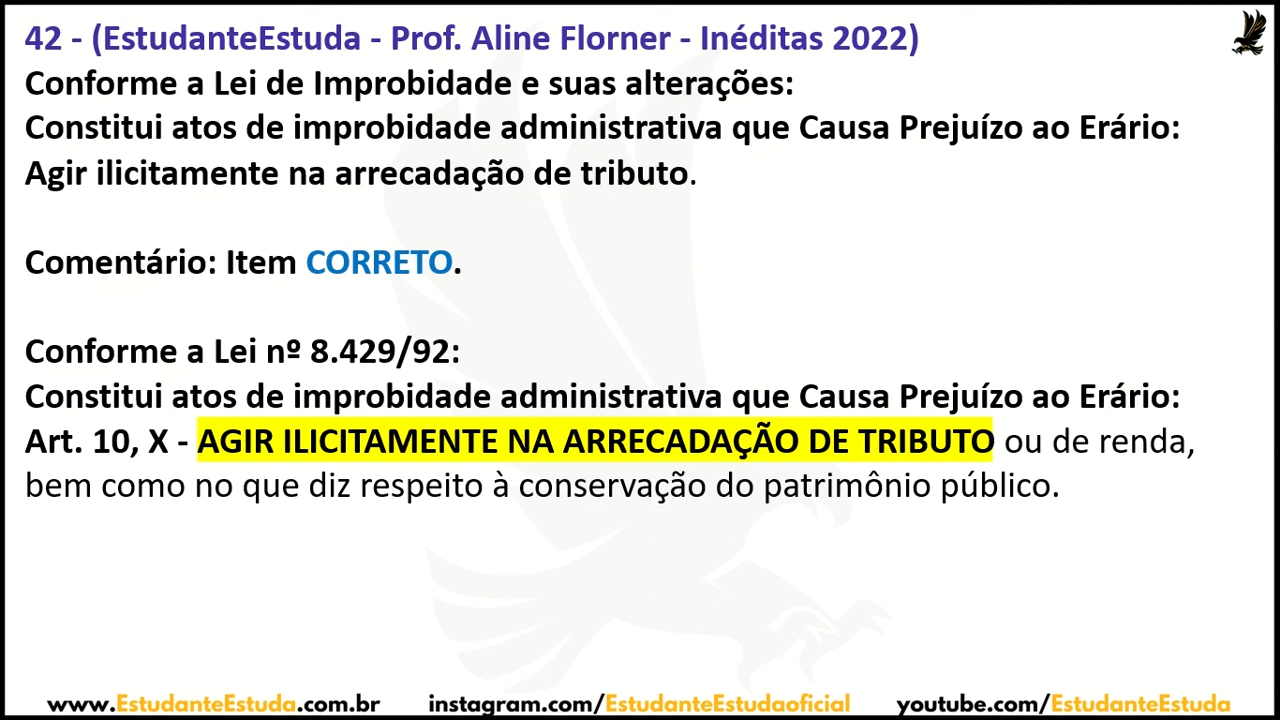 42 - (EstudanteEstuda - Prof. Aline Florner - Inéditas 2022)
Conforme a Lei de Improbidade e suas alterações:
Constitui atos de improbidade administrativa que Causa Prejuízo ao Erário:
Agir ilicitamente na arrecadação de tributo.
Comentário: Item CORRETO.
Conforme a Lei nº 8.429/92:
Constitui atos de improbidade administrativa que Causa Prejuízo ao Erário:
Art. 10, X - AGIR ILICITAMENTE NA ARRECADAÇÃO DE TRIBUTO ou de renda,
bem como no que diz respeito à conservação do patrimônio público.
www.EstudanteEstuda.com.br instagram.com/EstudanteEstudaoficial youtube.com/EstudanteEstuda